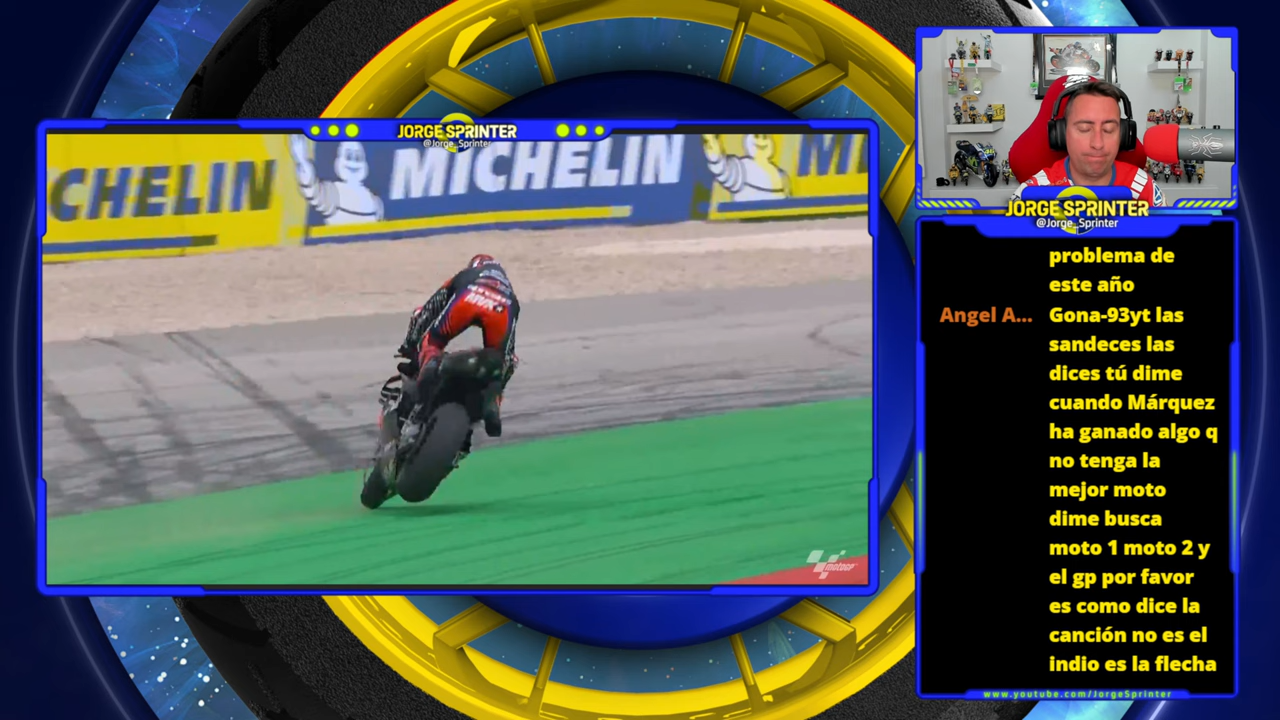 JORGE SPRINTER
@Jorge_Sprinter
CHELIN
MICHELIN
MI
motoGP
JORGE SPRINTER
@Jorge_Sprinter
problema de
este año
Angel A... Gona-93yt las
sandeces las
dices tú dime
cuando Márquez
ha ganado algo q
no tenga la
mejor moto
dime busca
moto 1 moto 2 y
el gp por favor
es como dice la
canción no es el
indio es la flecha
www.youtube.com/JorgeSprinter